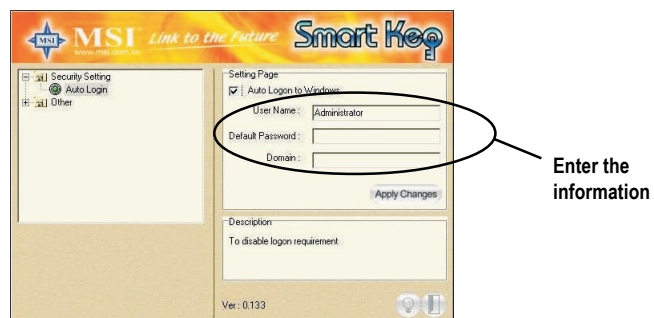 MSI
MSI Link to the Future
www.msi.com.tw
Smart Key
Security Setting
Auto Login
Other
Setting Page
Auto Logon to Windows
User Name :
Administrator
Default Password :
Domain :
Apply Changes
Description
To disable logon requirement
Ver : 0.133
Enter the
information